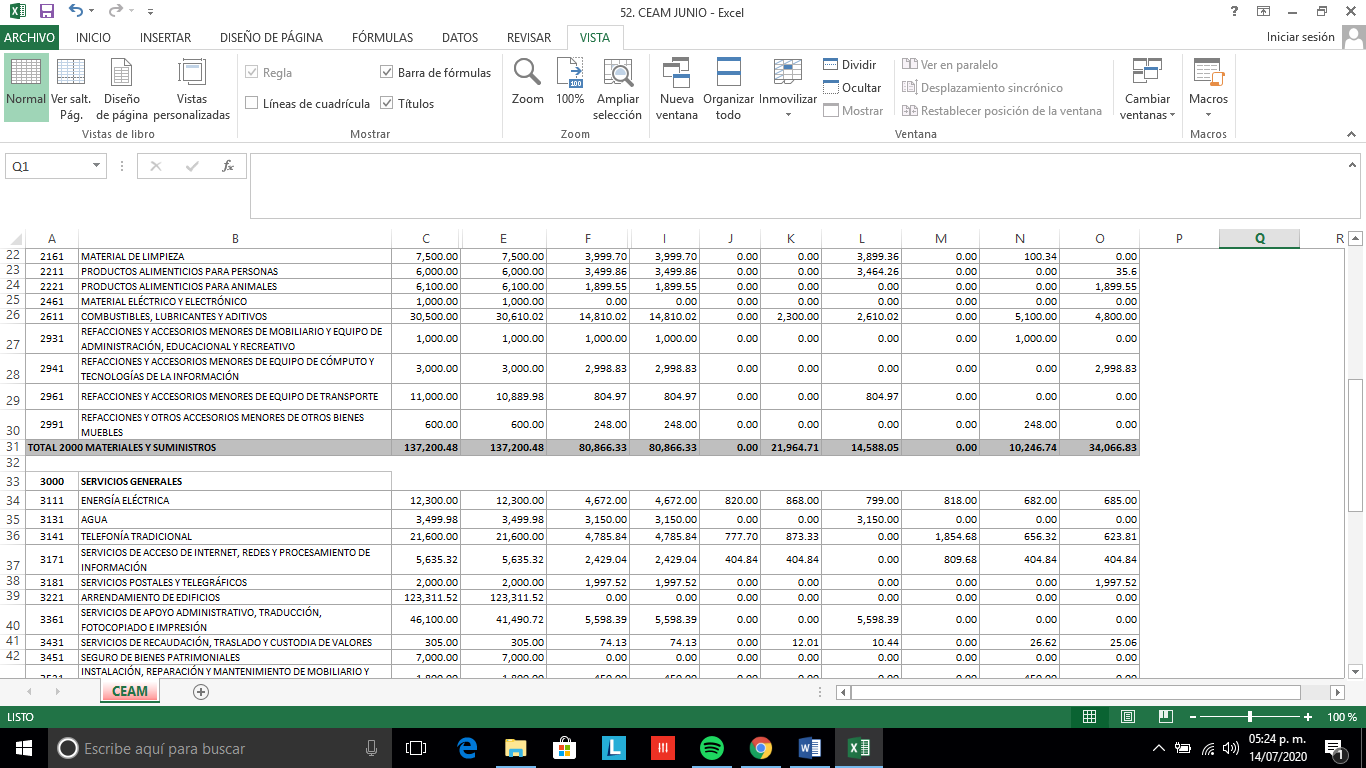 52. CEAM JUNIO - Excel
ARCHIVO INICIO INSERTAR DISEÑO DE PÁGINA FÓRMULAS DATOS REVISAR VISTA Iniciar sesión
Regla Barra de fórmulas
Líneas de cuadrícula Títulos
Normal Ver salt. Pág. Diseño de página Vistas personalizadas
Zoom 100% Ampliar selección
Nueva ventana Organizar todo Inmovilizar
Dividir Ver en paralelo
Ocultar Desplazamiento sincrónico
Mostrar Restablecer posición de la ventana
Cambiar ventanas Macros
Vistas de libro Mostrar Zoom Ventana Macros
Q1 fx
A B C E F I J K L M N O P Q R
22 2161 MATERIAL DE LIMPIEZA 7,500.00 7,500.00 3,999.70 3,999.70 0.00 0.00 3,899.36 0.00 100.34 0.00
23 2211 PRODUCTOS ALIMENTICIOS PARA PERSONAS 6,000.00 6,000.00 3,499.86 3,499.86 0.00 0.00 3,464.26 0.00 0.00 35.6
24 2221 PRODUCTOS ALIMENTICIOS PARA ANIMALES 6,100.00 6,100.00 1,899.55 1,899.55 0.00 0.00 0.00 0.00 0.00 1,899.55
25 2461 MATERIAL ELÉCTRICO Y ELECTRÓNICO 1,000.00 1,000.00 0.00 0.00 0.00 0.00 0.00 0.00 0.00 0.00
26 2611 COMBUSTIBLES, LUBRICANTES Y ADITIVOS 30,500.00 30,610.02 14,810.02 14,810.02 0.00 2,300.00 2,610.02 0.00 5,100.00 4,800.00
REFACCIONES Y ACCESORIOS MENORES DE MOBILIARIO Y EQUIPO DE
27 2931 ADMINISTRACIÓN, EDUCACIONAL Y RECREATIVO 1,000.00 1,000.00 1,000.00 1,000.00 0.00 0.00 0.00 0.00 1,000.00 0.00
REFACCIONES Y ACCESORIOS MENORES DE EQUIPO DE CÓMPUTO Y
28 2941 TECNOLOGÍAS DE LA INFORMACIÓN 3,000.00 3,000.00 2,998.83 2,998.83 0.00 0.00 0.00 0.00 0.00 2,998.83
29 2961 REFACCIONES Y ACCESORIOS MENORES DE EQUIPO DE TRANSPORTE 11,000.00 10,889.98 804.97 804.97 0.00 0.00 804.97 0.00 0.00 0.00
REFACCIONES Y OTROS ACCESORIOS MENORES DE OTROS BIENES
30 2991 MUEBLES 600.00 600.00 248.00 248.00 0.00 0.00 0.00 0.00 248.00 0.00
31 TOTAL 2000 MATERIALES Y SUMINISTROS 137,200.48 137,200.48 80,866.33 80,866.33 0.00 21,964.71 14,588.05 0.00 10,246.74 34,066.83
32
33 3000 SERVICIOS GENERALES
34 3111 ENERGÍA ELÉCTRICA 12,300.00 12,300.00 4,672.00 4,672.00 820.00 868.00 799.00 818.00 682.00 685.00
35 3131 AGUA 3,499.98 3,499.98 3,150.00 3,150.00 0.00 0.00 3,150.00 0.00 0.00 0.00
36 3141 TELEFONÍA TRADICIONAL 21,600.00 21,600.00 4,785.84 4,785.84 777.70 873.33 0.00 1,854.68 656.32 623.81
SERVICIOS DE ACCESO DE INTERNET, REDES Y PROCESAMIENTO DE
37 3171 INFORMACIÓN 5,635.32 5,635.32 2,429.04 2,429.04 404.84 404.84 0.00 809.68 404.84 404.84
38 3181 SERVICIOS POSTALES Y TELEGRÁFICOS 2,000.00 2,000.00 1,997.52 1,997.52 0.00 0.00 0.00 0.00 0.00 1,997.52
39 3221 ARRENDAMIENTO DE EDIFICIOS 123,311.52 123,311.52 0.00 0.00 0.00 0.00 0.00 0.00 0.00 0.00
SERVICIOS DE APOYO ADMINISTRATIVO, TRADUCCIÓN,
40 3361 FOTOCOPIADO E IMPRESIÓN 46,100.00 41,490.72 5,598.39 5,598.39 0.00 0.00 5,598.39 0.00 0.00 0.00
41 3431 SERVICIOS DE RECAUDACIÓN, TRASLADO Y CUSTODIA DE VALORES 305.00 305.00 74.13 74.13 0.00 12.01 10.44 0.00 26.62 25.06
42 3451 SEGURO DE BIENES PATRIMONIALES 7,000.00 7,000.00 0.00 0.00 0.00 0.00 0.00 0.00 0.00 0.00
INSTALACIÓN, REPARACIÓN Y MANTENIMIENTO DE MOBILIARIO Y
CEAM
LISTO 100 %
Escribe aquí para buscar
05:24 p. m.
14/07/2020
1